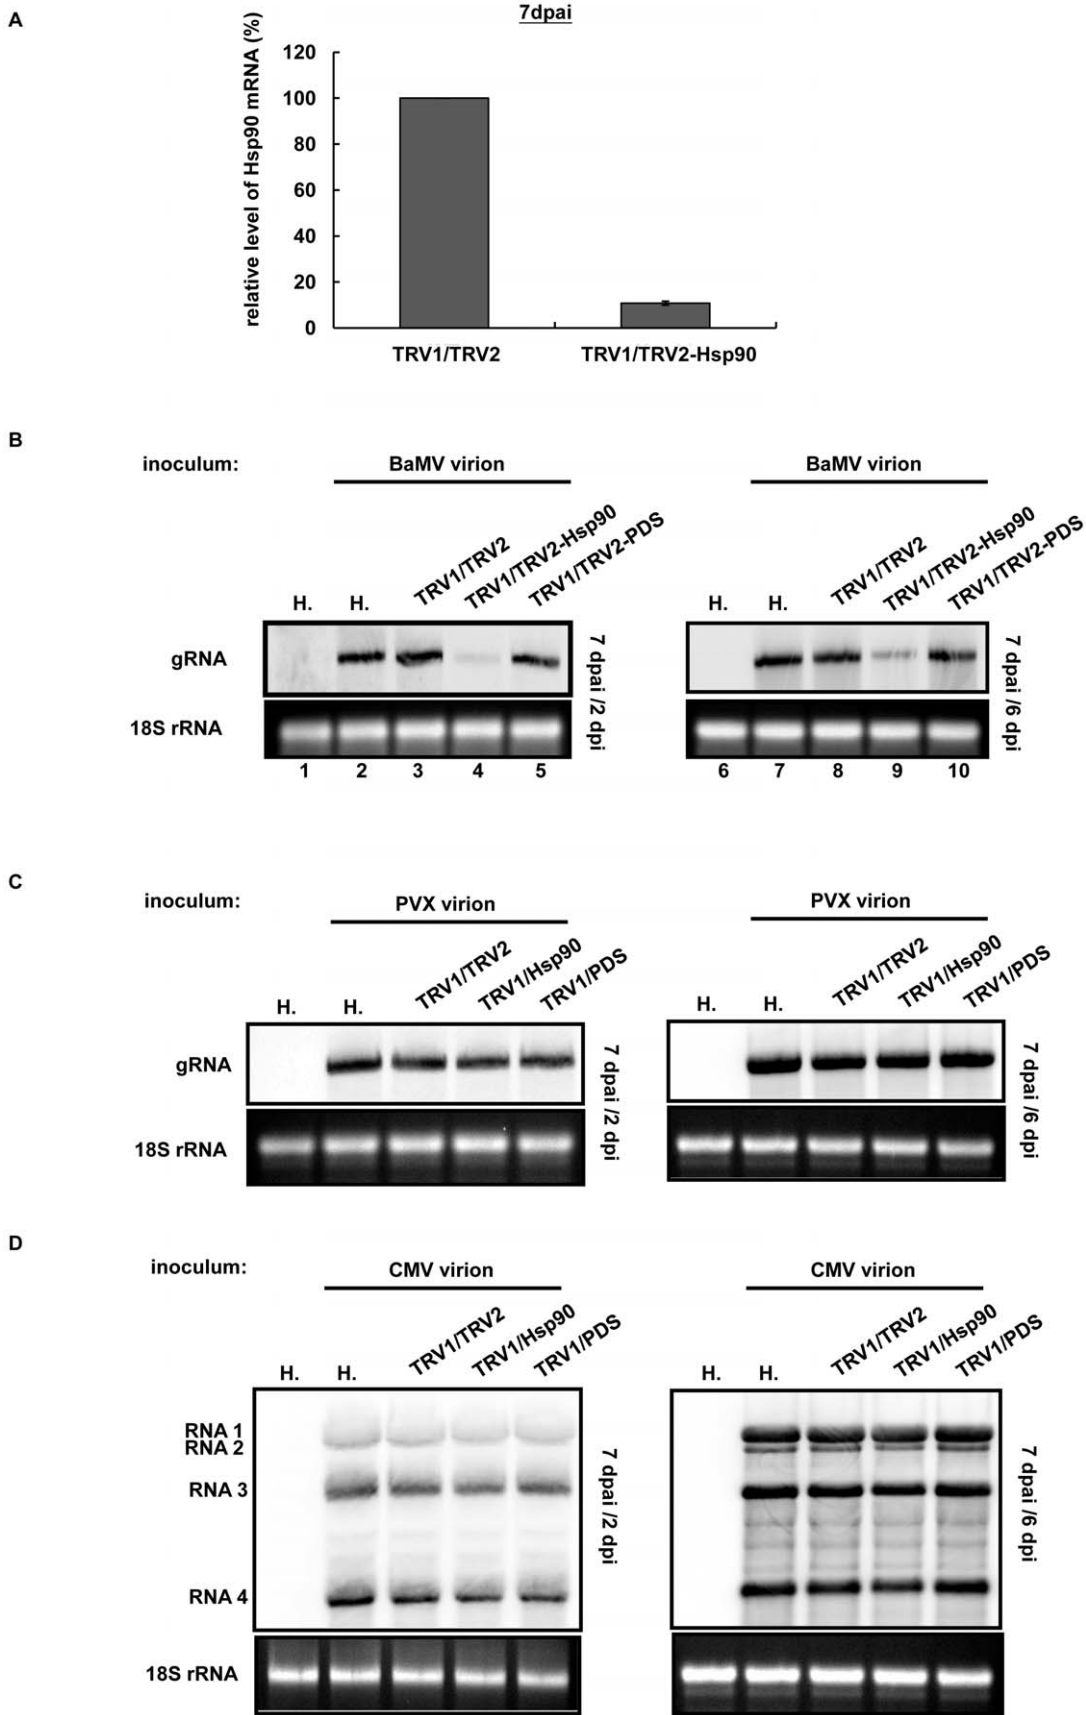 A
7dpai
relative level of Hsp90 mRNA (%)
120
100
80
60
40
20
0
TRV1/TRV2
TRV1/TRV2-Hsp90
B
inoculum:
BaMV virion
BaMV virion
H.
H.
TRV1/TRV2
TRV1/TRV2-Hsp90
TRV1/TRV2-PDS
H.
H.
TRV1/TRV2
TRV1/TRV2-Hsp90
TRV1/TRV2-PDS
gRNA
18S rRNA
7 dpai /2 dpi
7 dpai /6 dpi
1 2 3 4 5
6 7 8 9 10
C
inoculum:
PVX virion
PVX virion
H.
H.
TRV1/TRV2
TRV1/Hsp90
TRV1/PDS
H.
H.
TRV1/TRV2
TRV1/Hsp90
TRV1/PDS
gRNA
18S rRNA
7 dpai /2 dpi
7 dpai /6 dpi
D
inoculum:
CMV virion
CMV virion
H.
H.
TRV1/TRV2
TRV1/Hsp90
TRV1/PDS
H.
H.
TRV1/TRV2
TRV1/Hsp90
TRV1/PDS
RNA 1
RNA 2
RNA 3
RNA 4
18S rRNA
7 dpai /2 dpi
7 dpai /6 dpi